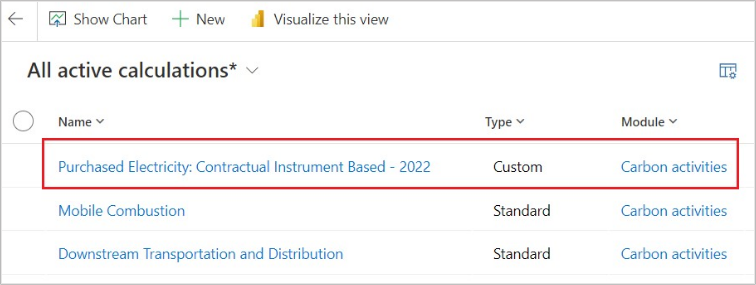 Show Chart New Visualize this view
All active calculations*
Name Type Module
Purchased Electricity: Contractual Instrument Based - 2022 Custom Carbon activities
Mobile Combustion Standard Carbon activities
Downstream Transportation and Distribution Standard Carbon activities